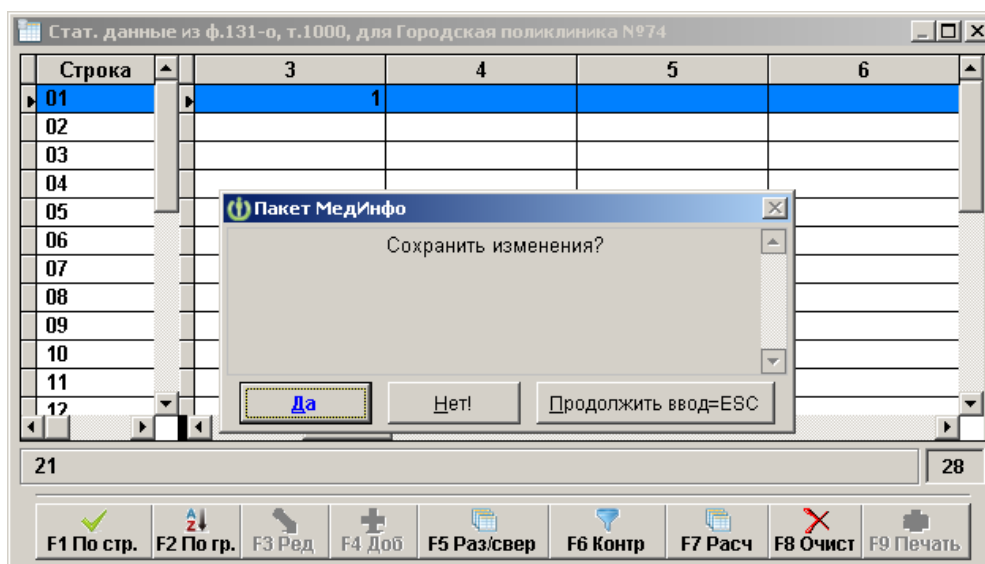 Стат. данные из ф.131-о, т.1000, для Городская поликлиника №74
Строка 3 4 5 6
01 1
02
03
04
05
06
07
08
09
10
11
12
Пакет МедИнфо
Сохранить изменения?
Да Нет! Продолжить ввод=ESC
21 28
F1 По стр. F2 По гр. F3 Ред F4 Доб F5 Раз/свер F6 Контр F7 Расч F8 Очист F9 Печать